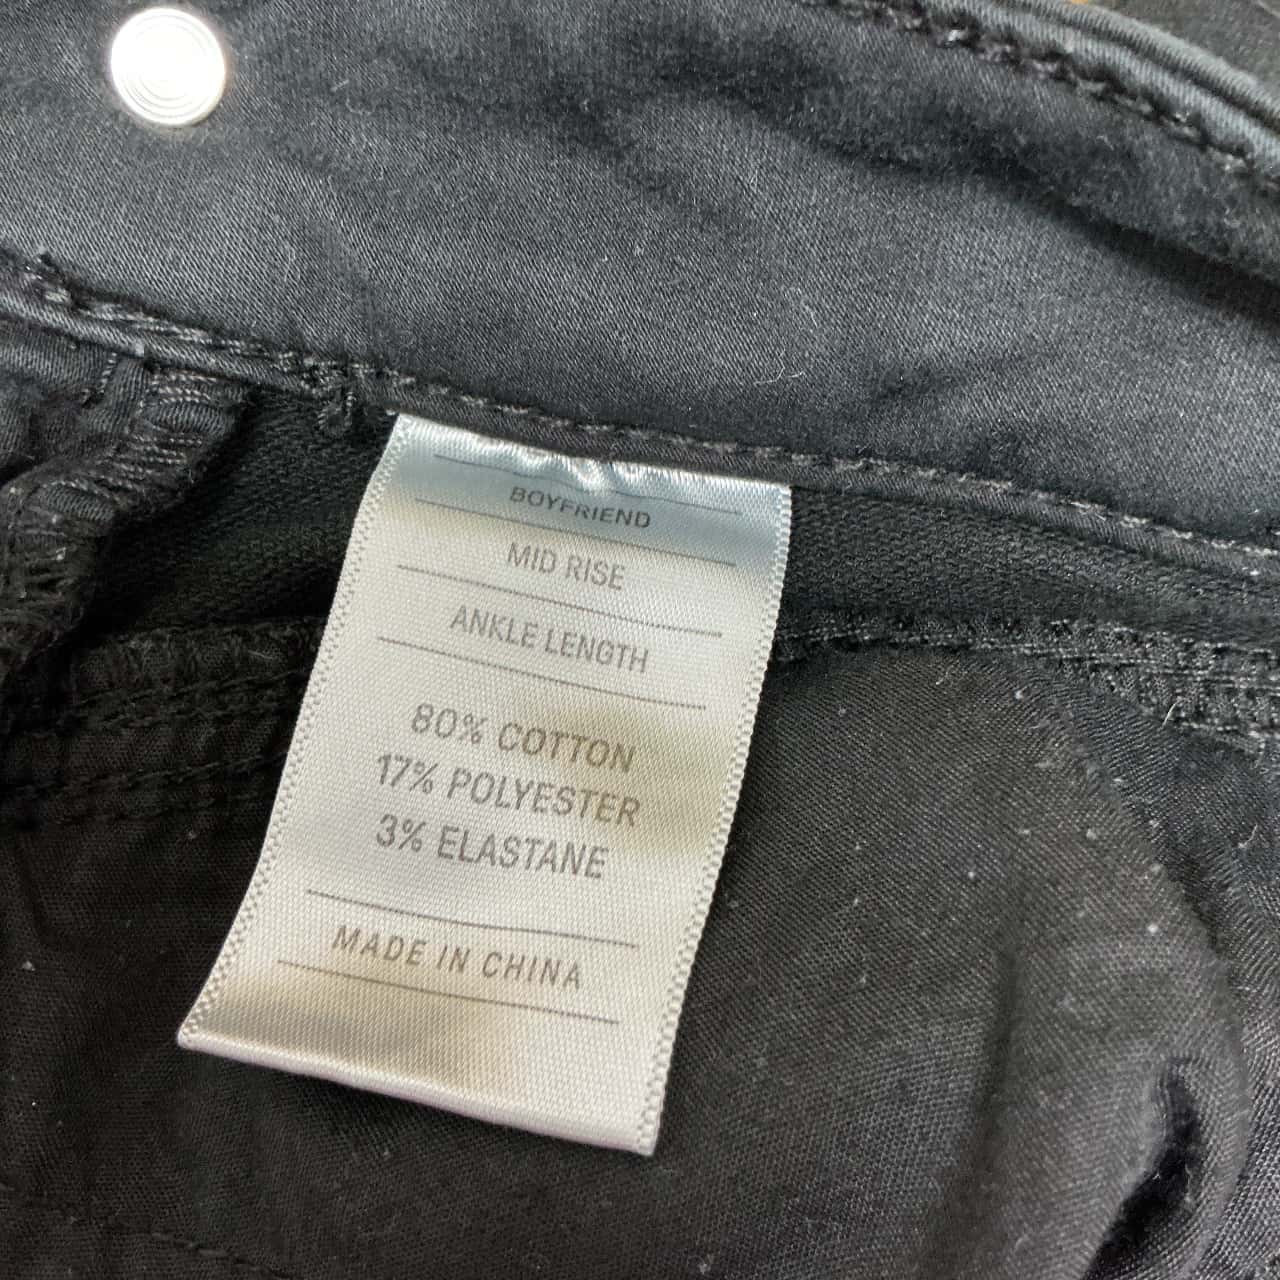 BOYFRIEND
MID RISE
ANKLE LENGTH
80% COTTON
17% POLYESTER
3% ELASTANE
MADE IN CHINA